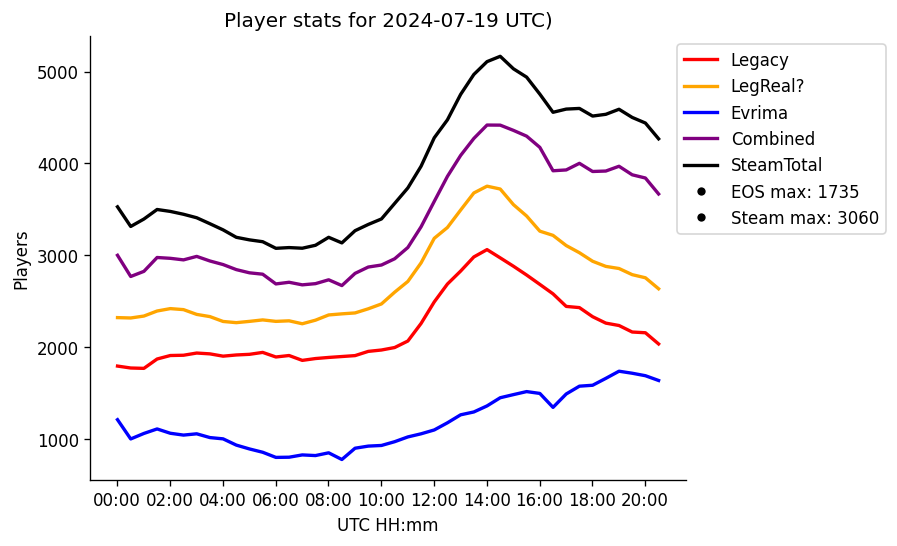 Player stats for 2024-07-19 UTC)
Players
5000
4000
3000
2000
1000
00:00 02:00 04:00 06:00 08:00 10:00 12:00 14:00 16:00 18:00 20:00
UTC HH:mm
Legacy
LegReal?
Evrima
Combined
SteamTotal
EOS max: 1735
Steam max: 3060